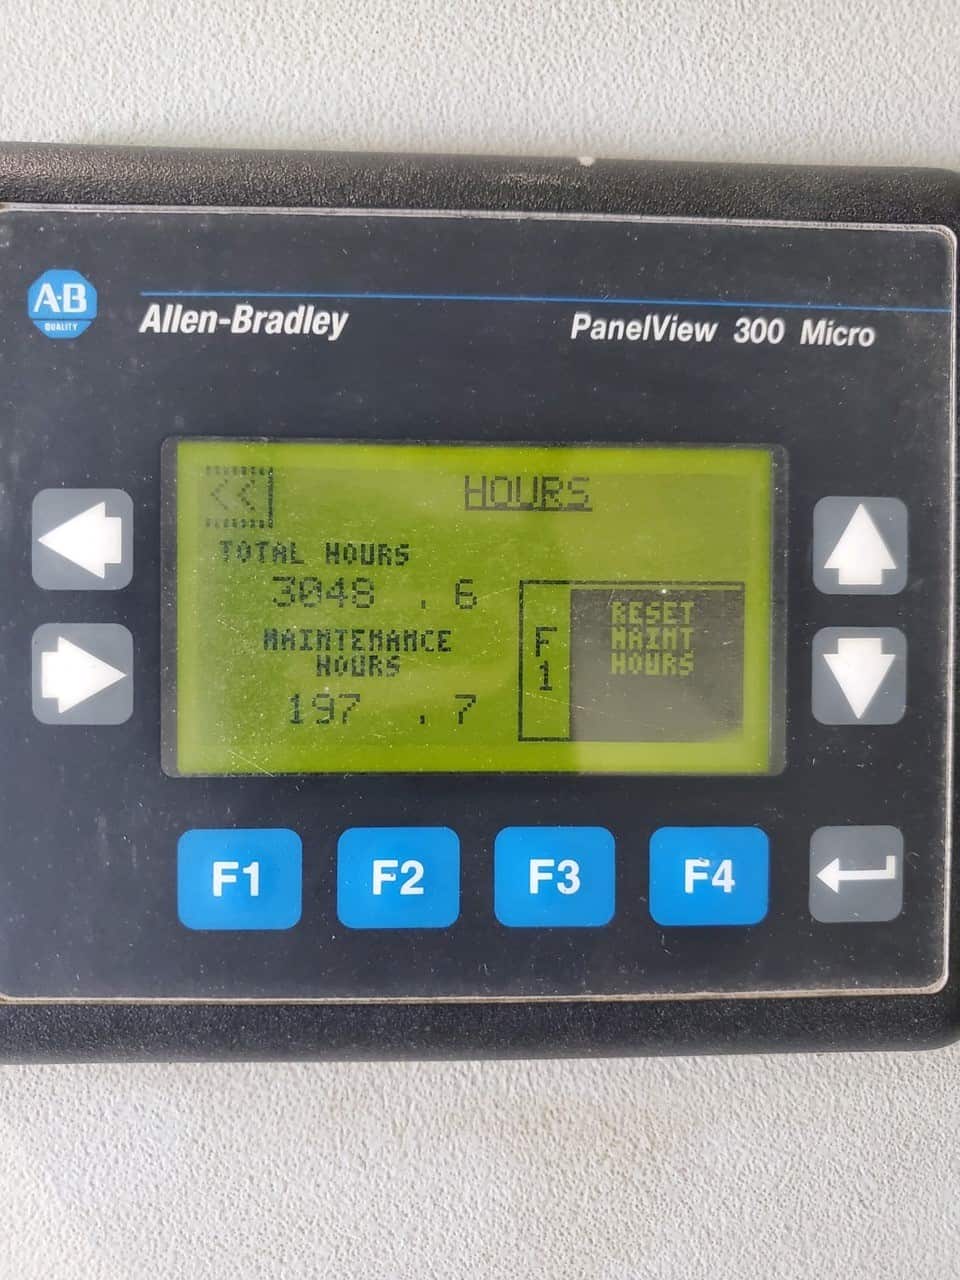 A-B
QUALITY
Allen-Bradley
PanelView 300 Micro
<<
HOURS
TOTAL HOURS
3048 . 6
MAINTENANCE
HOURS
197 . 7
F
1
RESET
MAINT
HOURS
F1 F2 F3 F4